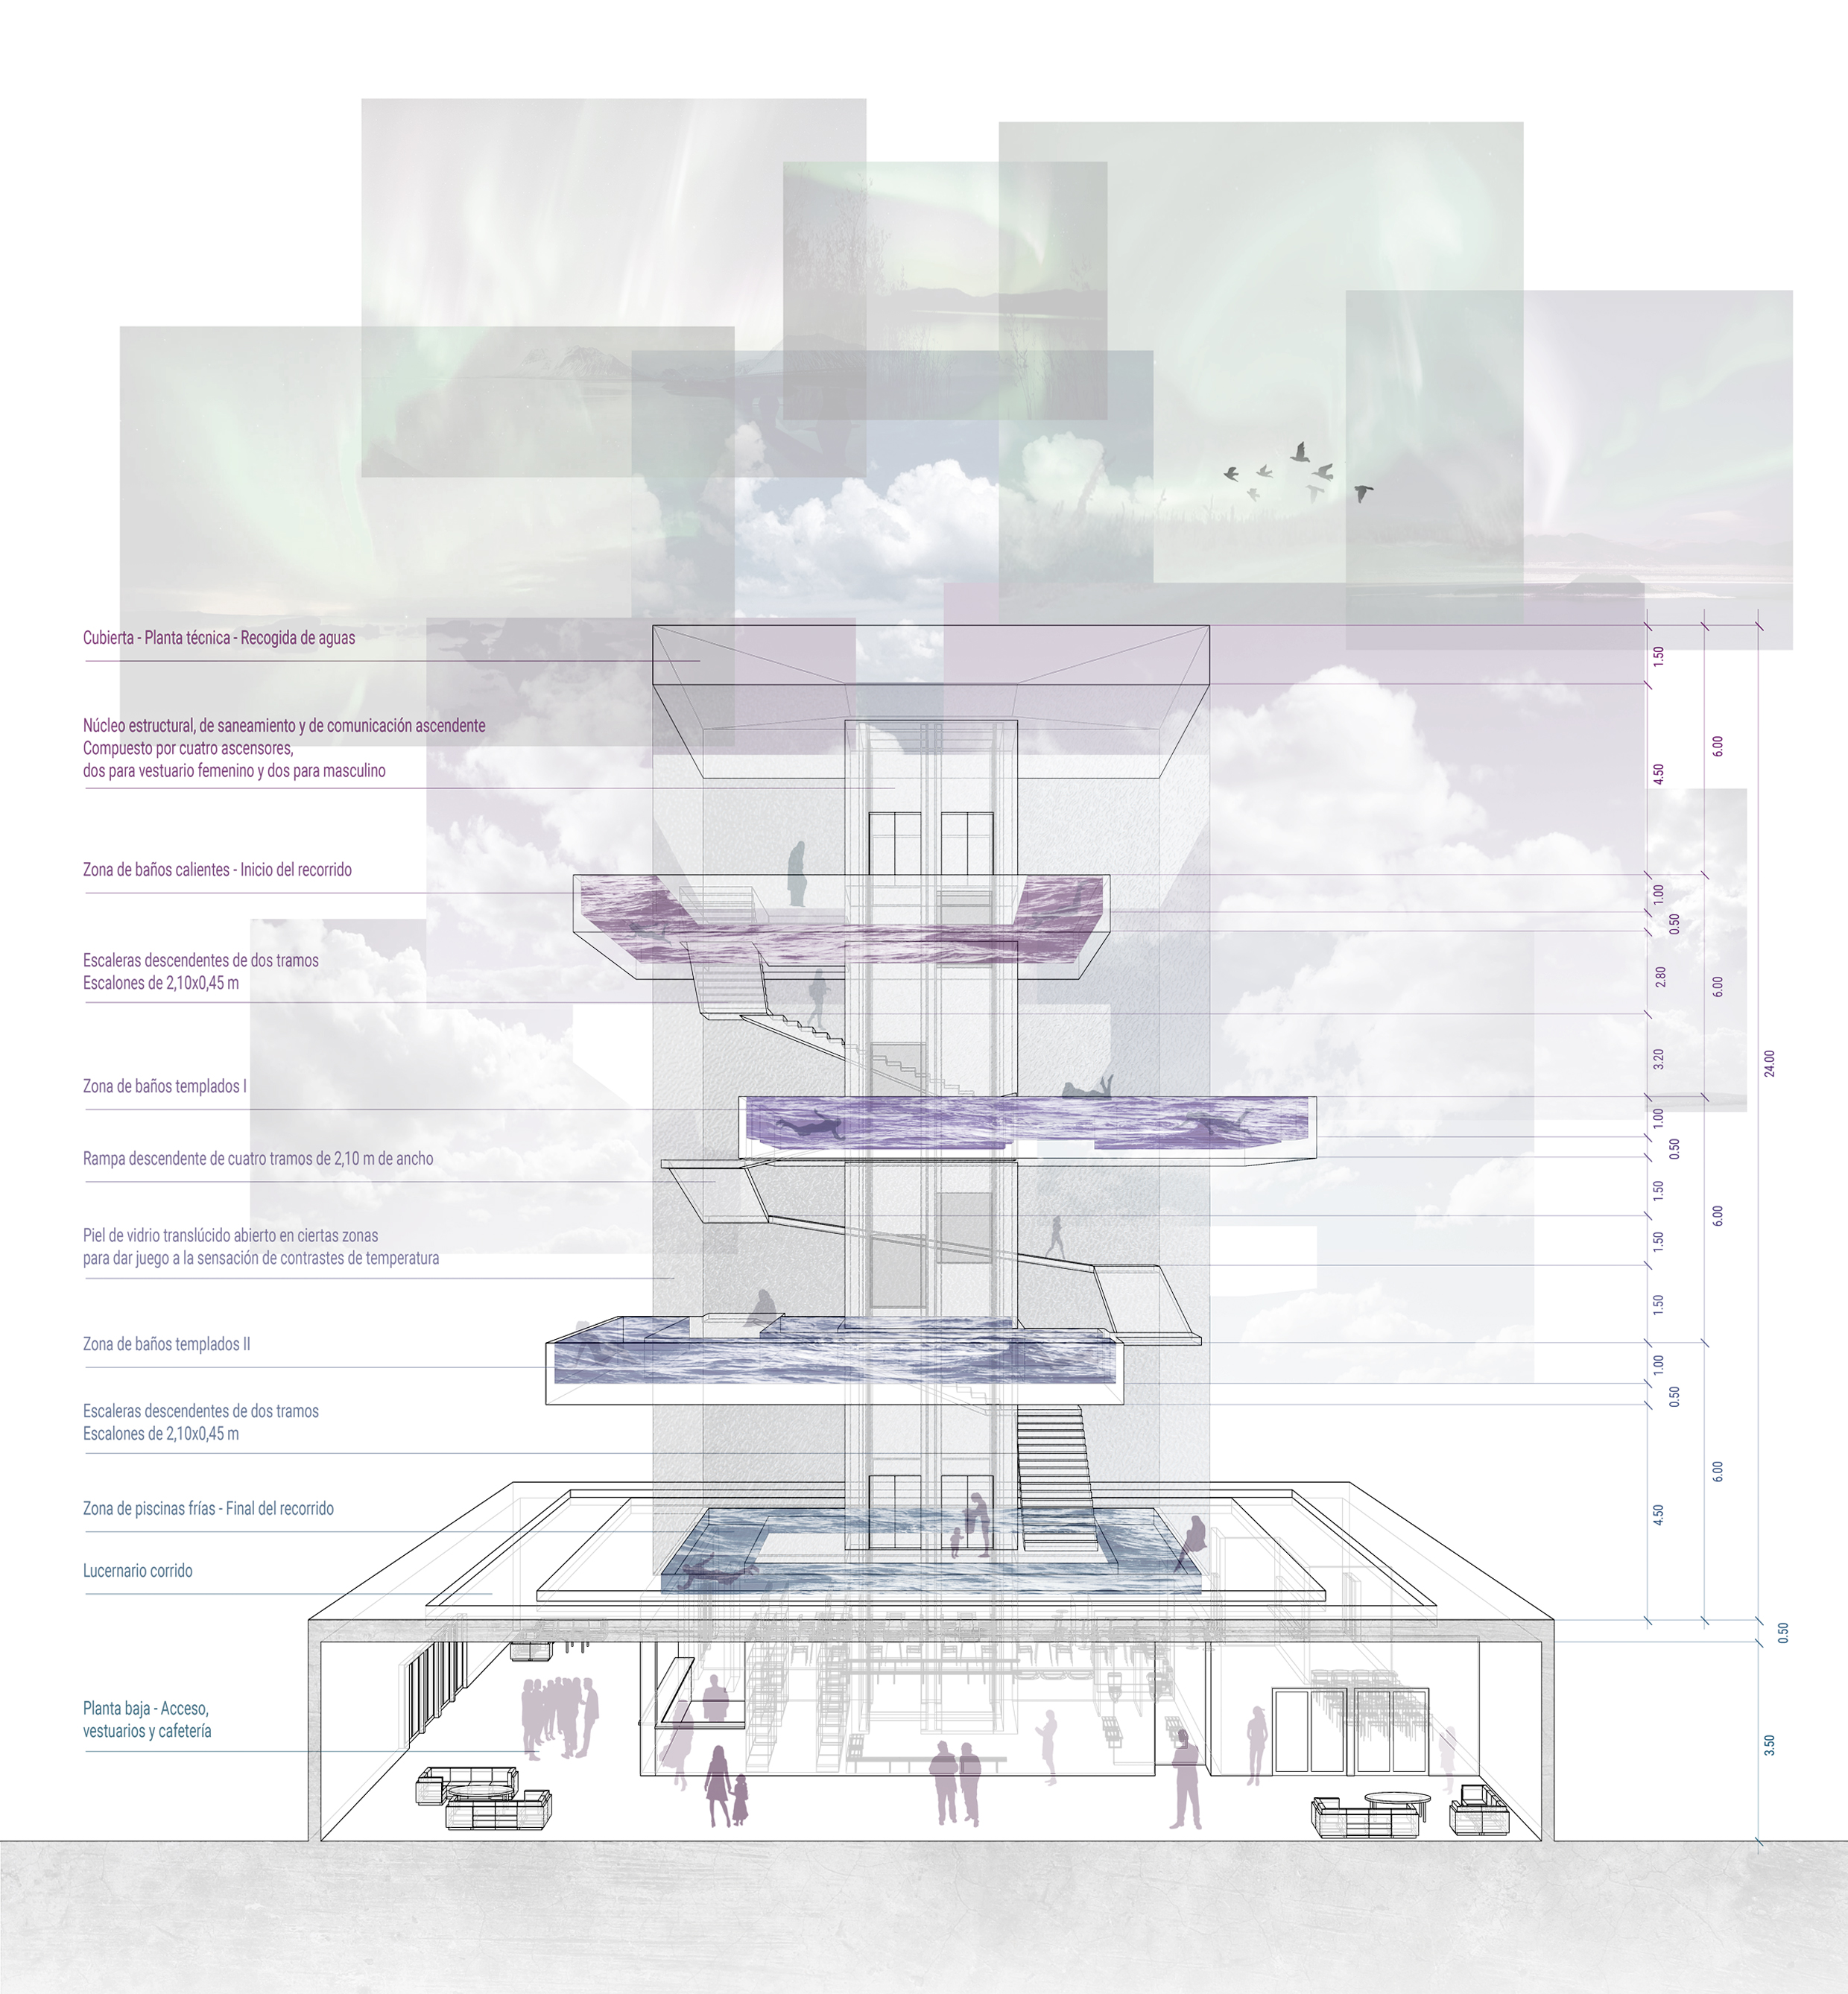 Cubierta - Planta técnica - Recogida de aguas
Núcleo estructural, de saneamiento y de comunicación ascendente
Compuesto por cuatro ascensores,
dos para vestuario femenino y dos para masculino
Zona de baños calientes - Inicio del recorrido
Escaleras descendentes de dos tramos
Escalones de 2,10x0,45 m
Zona de baños templados I
Rampa descendente de cuatro tramos de 2,10 m de ancho
Piel de vidrio translúcido abierto en ciertas zonas
para dar juego a la sensación de contrastes de temperatura
Zona de baños templados II
Escaleras descendentes de dos tramos
Escalones de 2,10x0,45 m
Zona de piscinas frías - Final del recorrido
Lucernario corrido
Planta baja - Acceso,
vestuarios y cafetería
1.50
4.50
1.00
0.50
2.80
3.20
1.00
0.50
1.50
1.50
1.50
1.00
0.50
4.50
6.00
6.00
6.00
6.00
24.00
0.50
3.50